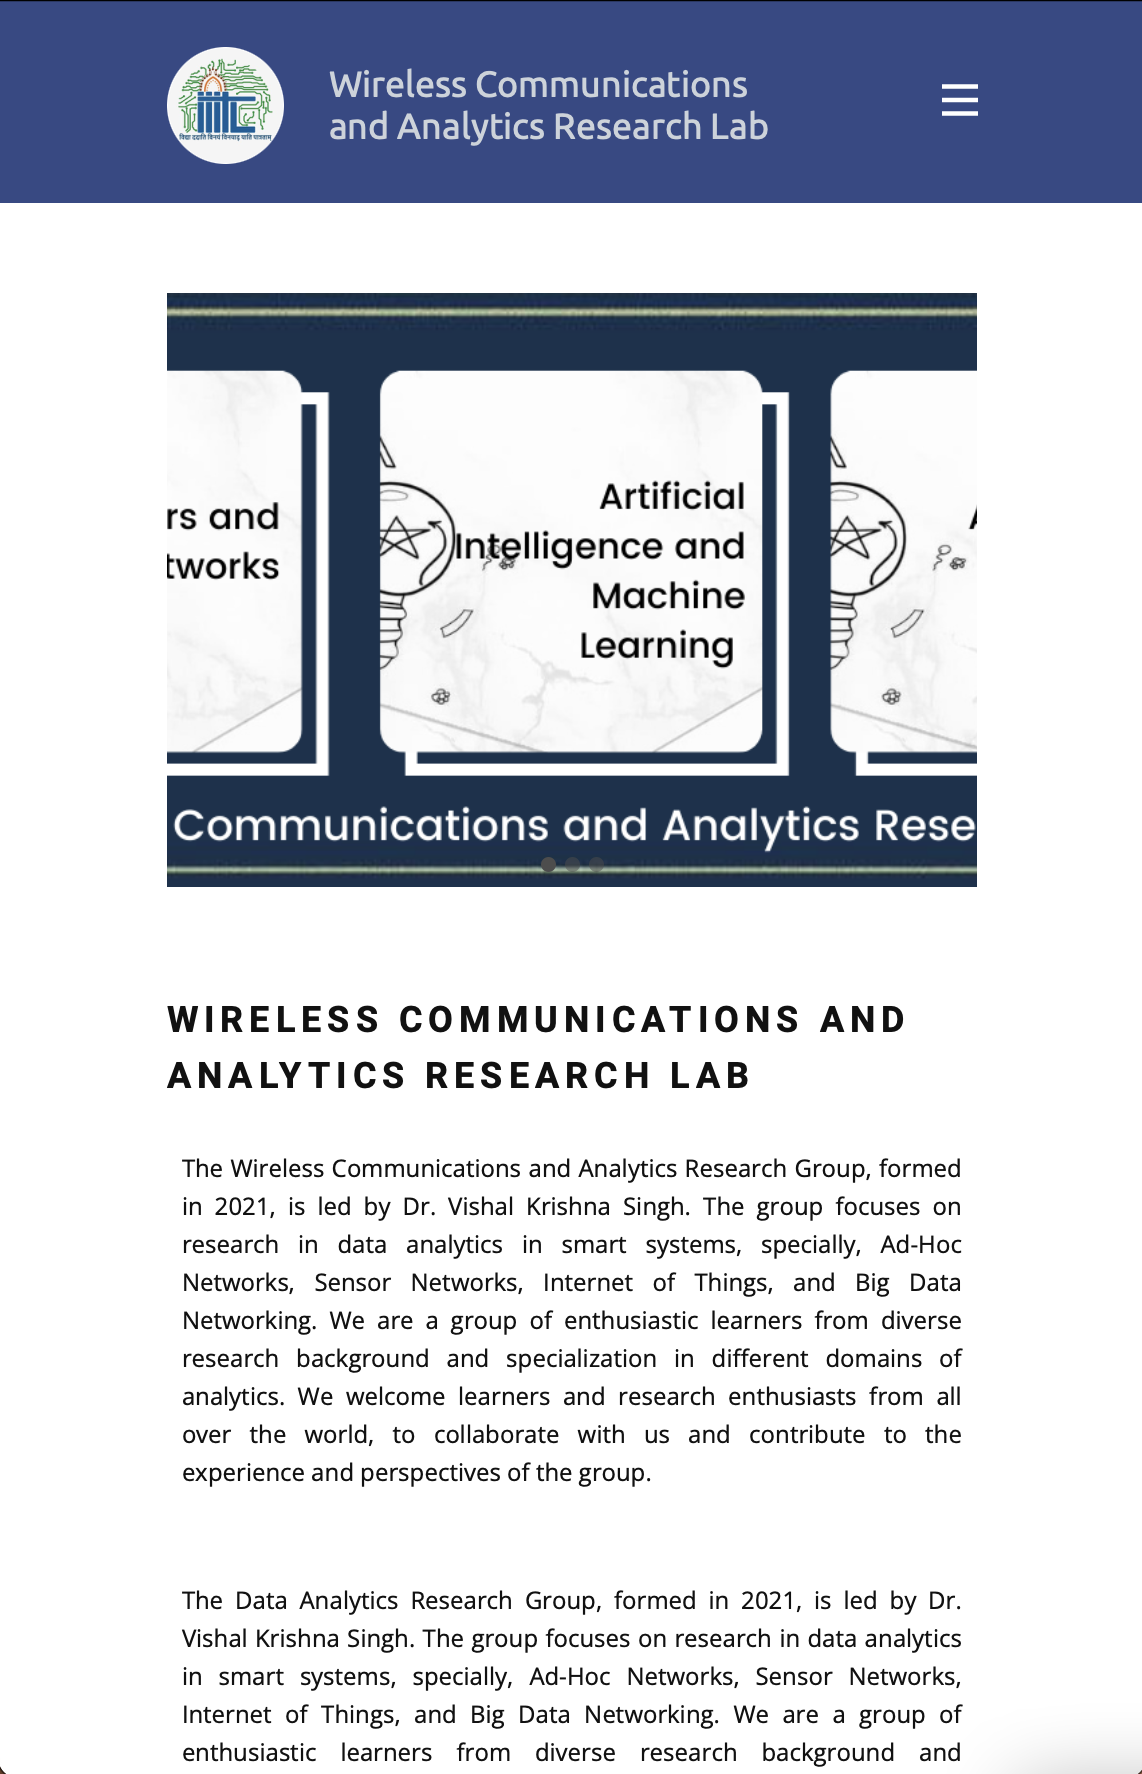 विद्या ददाति विनयं विनयाद् याति पात्रताम्
Wireless Communications
and Analytics Research Lab
rs and
tworks
Artificial
Intelligence and
Machine
Learning
Communications and Analytics Rese
WIRELESS COMMUNICATIONS AND
ANALYTICS RESEARCH LAB
The Wireless Communications and Analytics Research Group, formed
in 2021, is led by Dr. Vishal Krishna Singh. The group focuses on
research in data analytics in smart systems, specially, Ad-Hoc
Networks, Sensor Networks, Internet of Things, and Big Data
Networking. We are a group of enthusiastic learners from diverse
research background and specialization in different domains of
analytics. We welcome learners and research enthusiasts from all
over the world, to collaborate with us and contribute to the
experience and perspectives of the group.
The Data Analytics Research Group, formed in 2021, is led by Dr.
Vishal Krishna Singh. The group focuses on research in data analytics
in smart systems, specially, Ad-Hoc Networks, Sensor Networks,
Internet of Things, and Big Data Networking. We are a group of
enthusiastic learners from diverse research background and